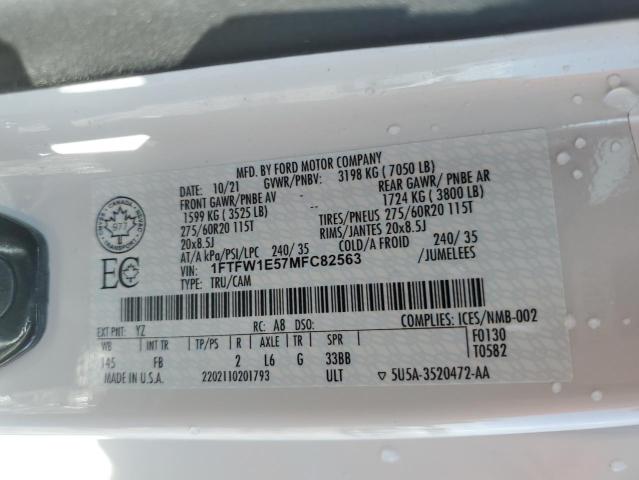 MFD. BY FORD MOTOR COMPANY
DATE: 10/21 GVWR/PNBV: 3198 KG ( 7050 LB)
FRONT GAWR/PNBE AV REAR GAWR/ PNBE AR
1599 KG ( 3525 LB) 1724 KG ( 3800 LB)
275/60R20 115T TIRES/PNEUS 275/60R20 115T
20x8.5J RIMS/JANTES 20x8.5J
AT/A kPa/PSI/LPC 240/ 35 COLD/A FROID 240/ 35
VIN: 1FTFW1E57MFC82563 /JUMELEES
TYPE: TRU/CAM
CANADA
TRANSPORT
977
EC
EXT PNT: YZ RC: A8 DSO: COMPLIES: ICES/NMB-002
WB INT TR TP/PS R AXLE TR SPR F0130
145 FB 2 L6 G 33BB T0582
2202110201793 ULT 5U5A-3520472-AA